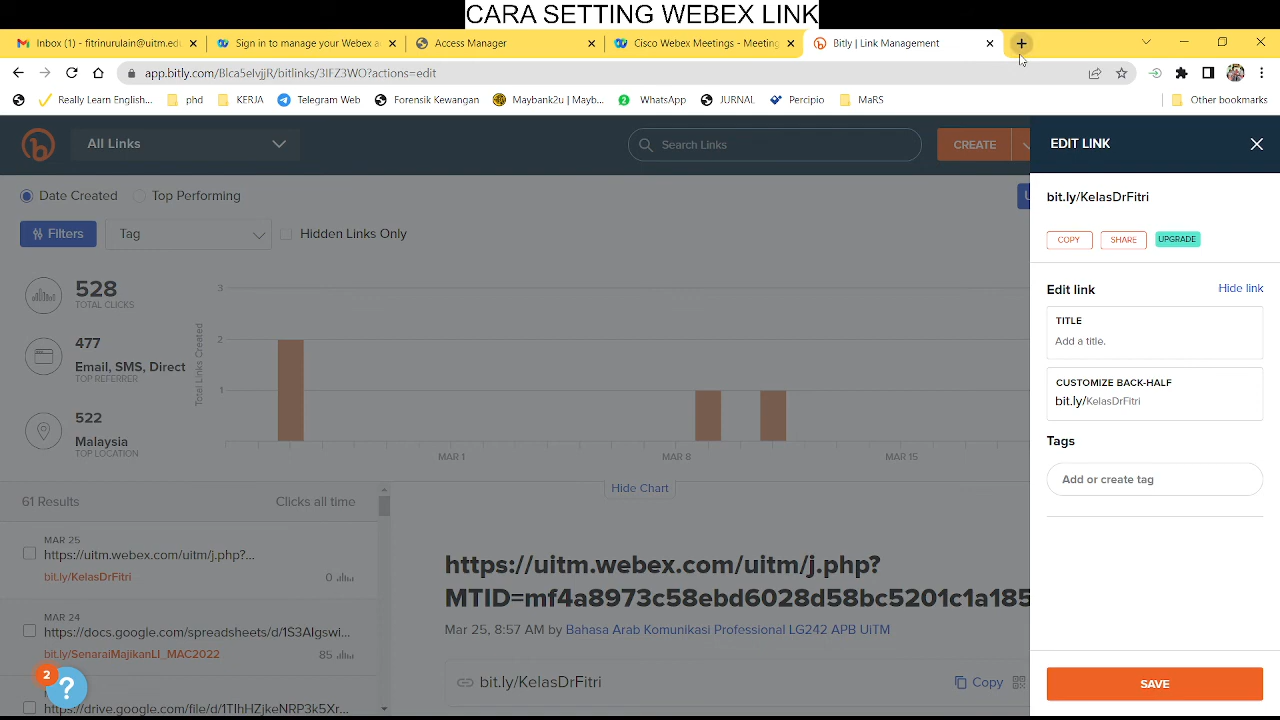 CARA SETTING WEBEX LINK
Inbox (1) - fitrinurulain@uitm.ed
Sign in to manage your Webex a
Access Manager
Cisco Webex Meetings - Meeting
Bitly | Link Management
app.bitly.com/Blca5elvjjR/bitlinks/3IFZ3WO?actions=edit
Really Learn English...
phd
KERJA
Telegram Web
Forensik Kewangan
Maybank2u | Mayb...
WhatsApp
JURNAL
Percipio
MaRS
Other bookmarks
All Links
Search Links
CREATE
EDIT LINK
Date Created
Top Performing
bit.ly/KelasDrFitri
Filters
Tag
Hidden Links Only
COPY
SHARE
UPGRADE
528
TOTAL CLICKS
477
Email, SMS, Direct
TOP REFERRER
522
Malaysia
TOP LOCATION
Total Links Created
3
2
1
MAR 1
MAR 8
MAR 15
Edit link
Hide link
TITLE
Add a title.
CUSTOMIZE BACK-HALF
bit.ly/KelasDrFitri
Tags
Add or create tag
Hide Chart
61 Results
Clicks all time
MAR 25
https://uitm.webex.com/uitm/j.php?...
bit.ly/KelasDrFitri
0
MAR 24
https://docs.google.com/spreadsheets/d/1S3AIgswi...
bit.ly/SenaraiMajikanLI_MAC2022
85
https://drive.google.com/file/d/1TIhHjkeNRP3k5Xr...
2
?
https://uitm.webex.com/uitm/j.php?
MTID=mf4a8973c58ebd6028d58bc5201c1a185
Mar 25, 8:57 AM by Bahasa Arab Komunikasi Professional LG242 APB UiTM
bit.ly/KelasDrFitri
Copy
SAVE